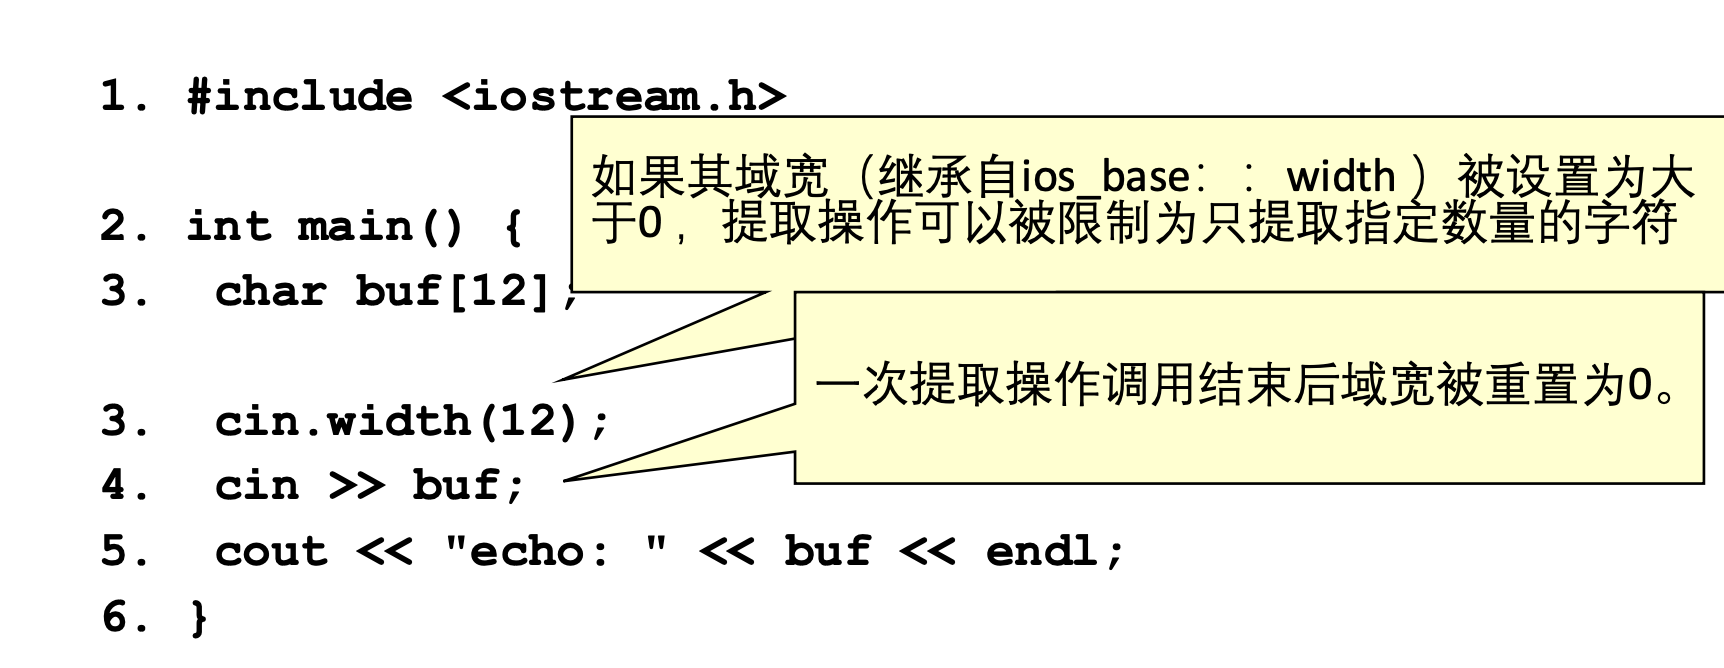 1. #include <iostream.h>
如果其域宽（继承自ios_base：：width ）被设置为大
于0，提取操作可以被限制为只提取指定数量的字符
2. int main() {
3. char buf[12];
一次提取操作调用结束后域宽被重置为0。
3. cin.width(12);
4. cin >> buf;
5. cout << "echo: " << buf << endl;
6. }